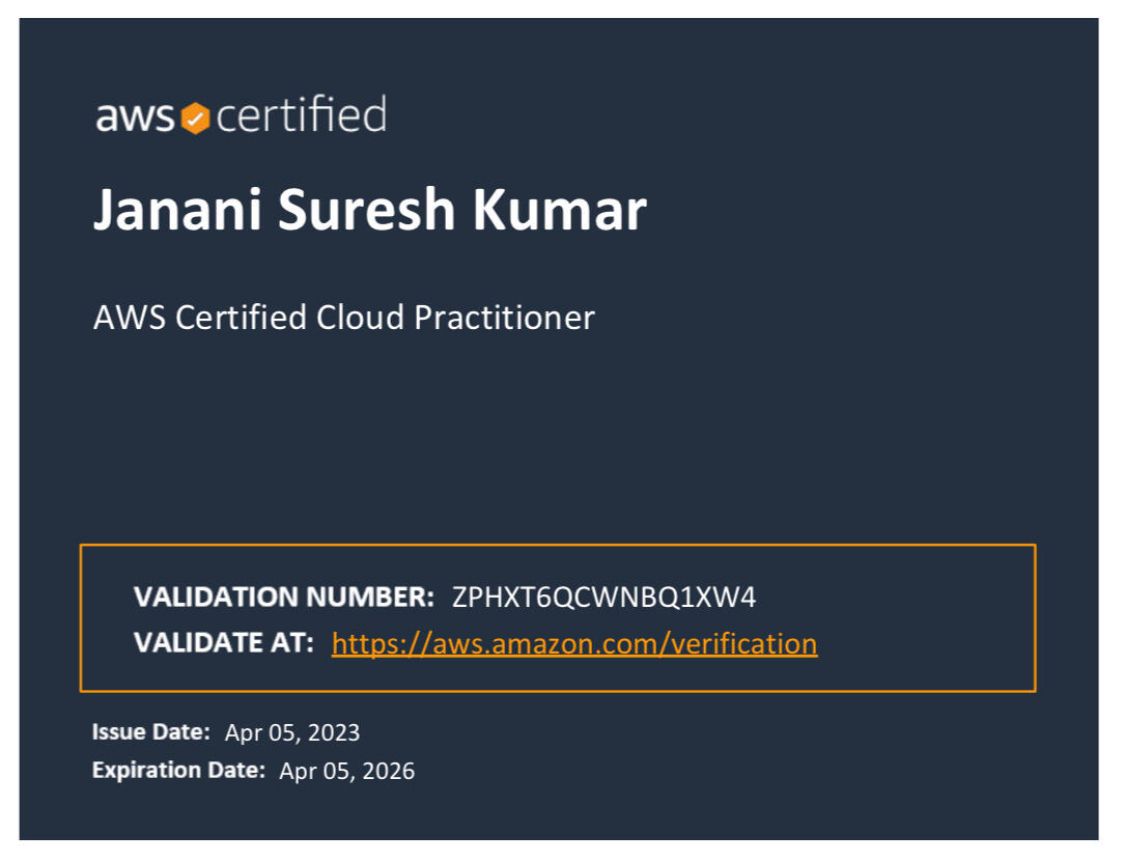 aws certified
Janani Suresh Kumar
AWS Certified Cloud Practitioner
VALIDATION NUMBER: ZPHXT6QCWNBQ1XW4
VALIDATE AT: https://aws.amazon.com/verification
Issue Date: Apr 05, 2023
Expiration Date: Apr 05, 2026